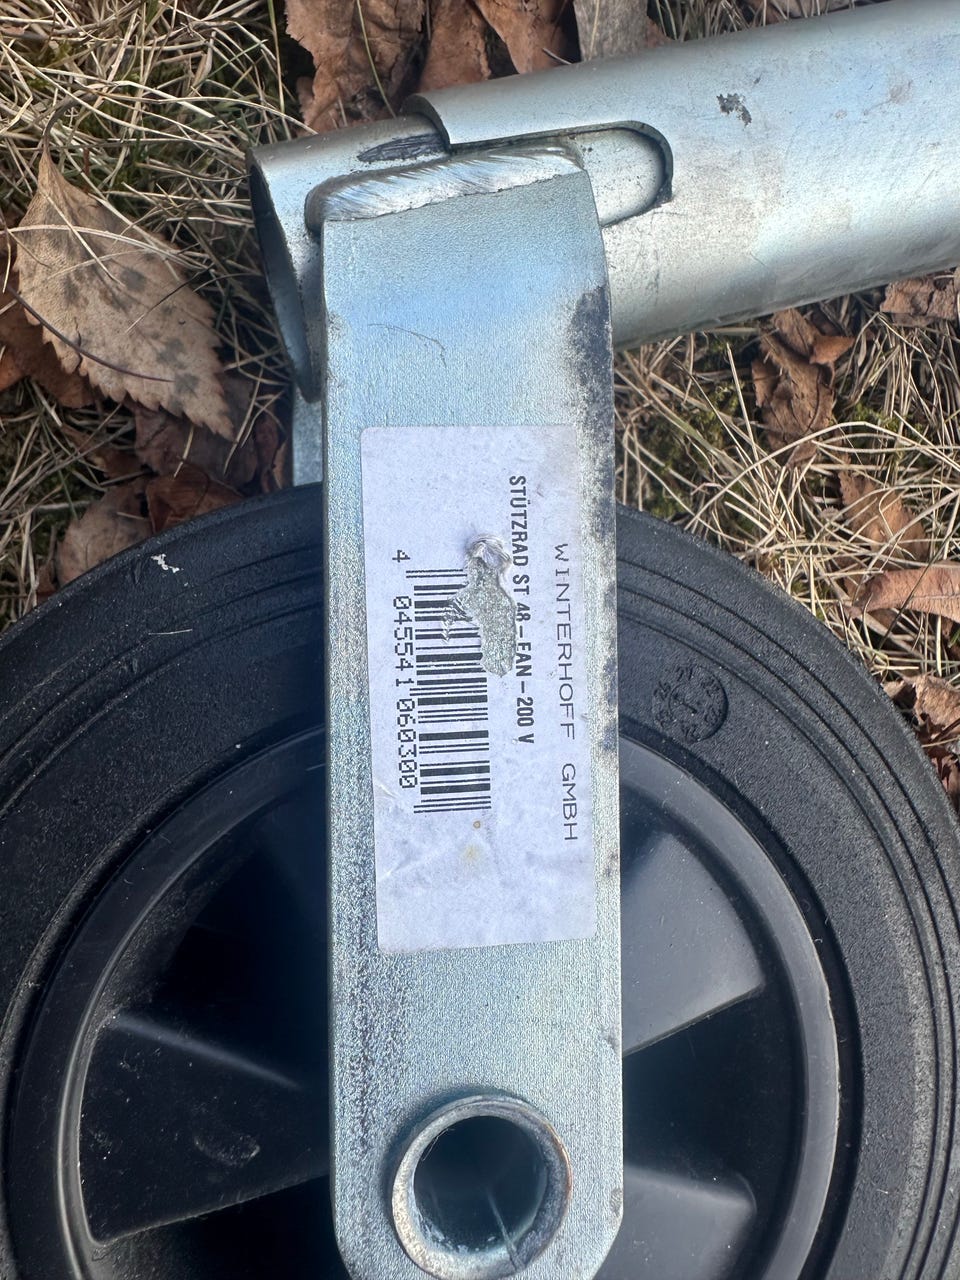 WINTERHOFF GMBH
STÜTZRAD ST 48-FAN-200 V
4 045541 060300